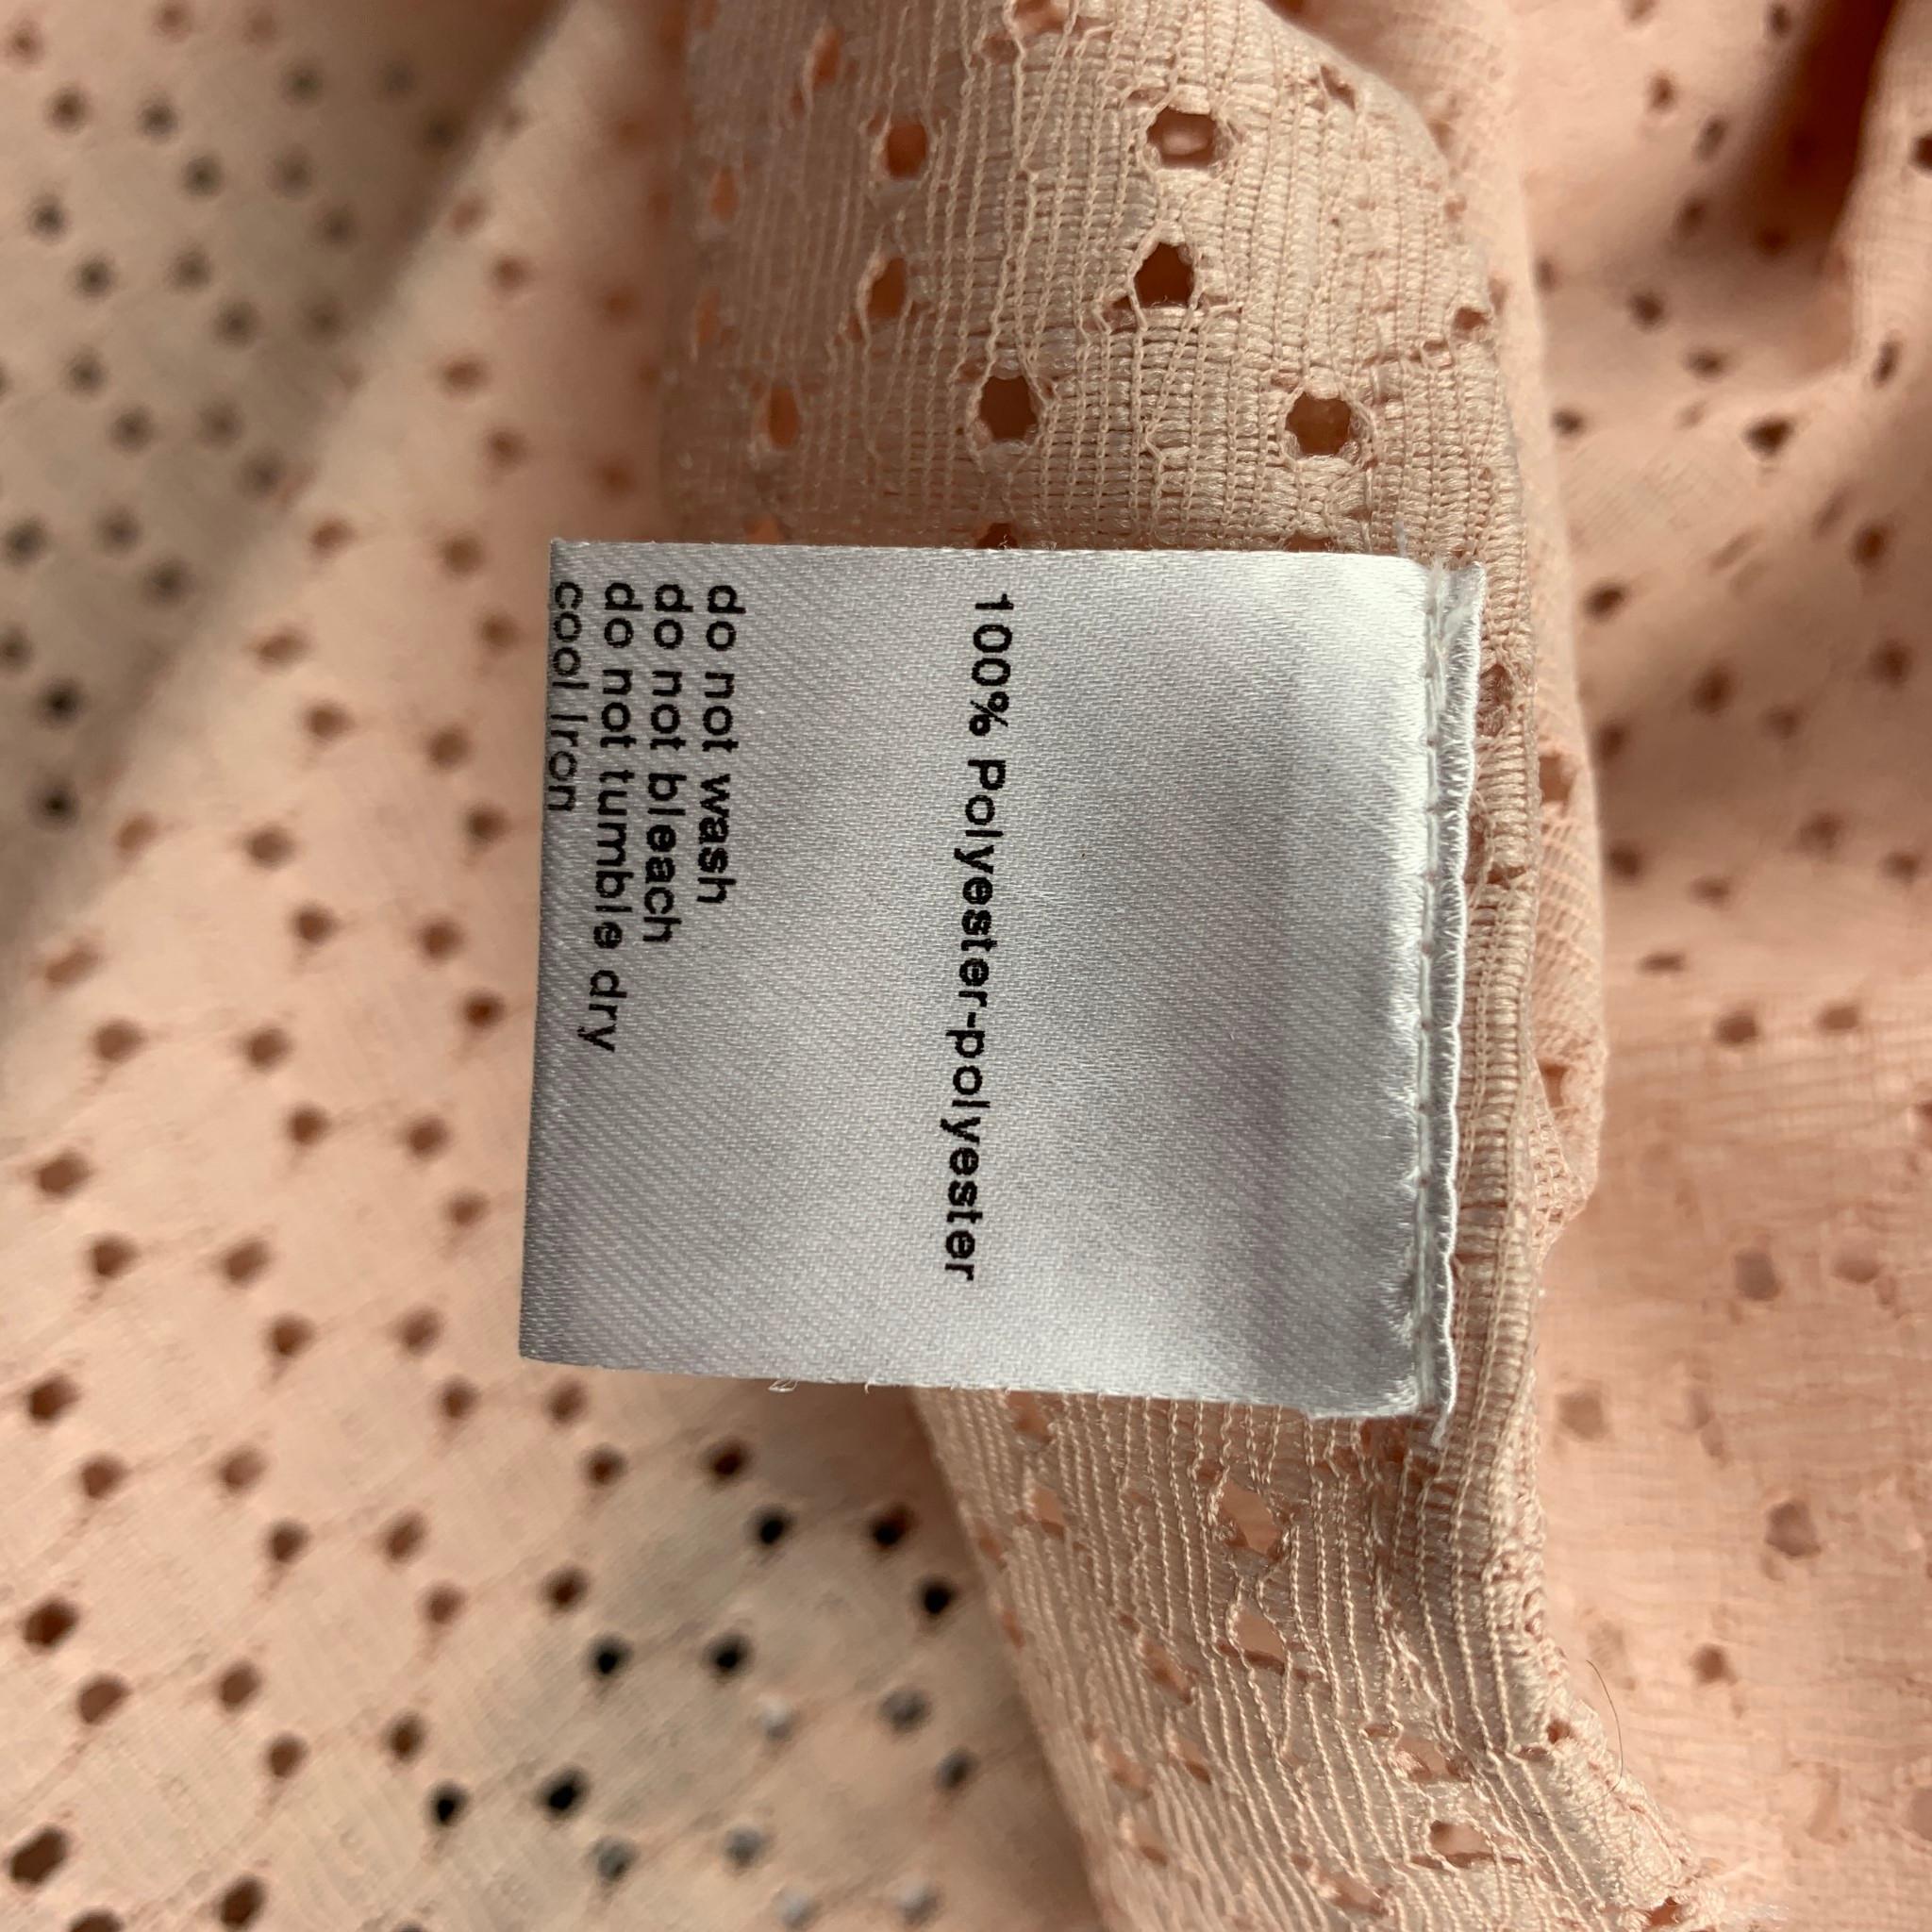 100% Polyester-polyester
do not wash
do not bleach
do not tumble dry
cool Iron